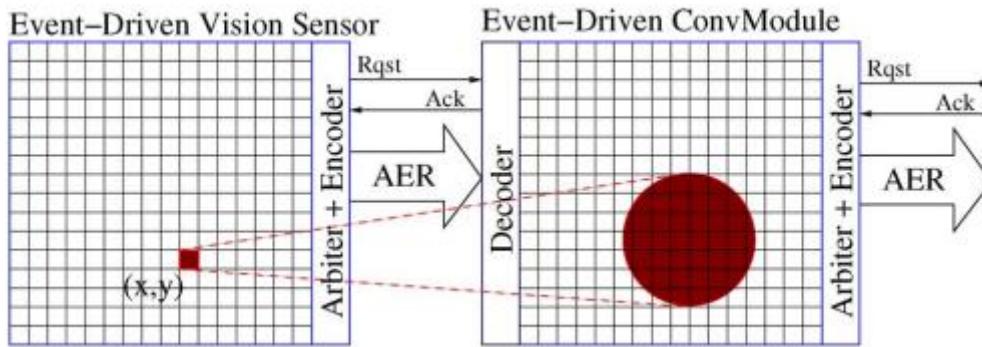 Event-Driven Vision Sensor
Event-Driven ConvModule
Rqst
Ack
AER
Arbiter + Encoder
(x,y)
Decoder
Rqst
Ack
AER
Arbiter + Encoder